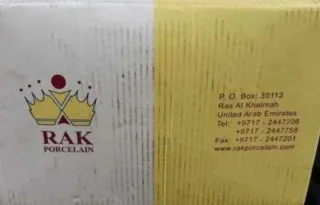 RAK
PORCELAIN
P. O. Box: 30113
Ras Al Khaimah
United Arab Emirates
Tel: +9717 - 2447206
+9717 - 2447758
Fax: +9717 - 2447201
www.rakporcelain.com